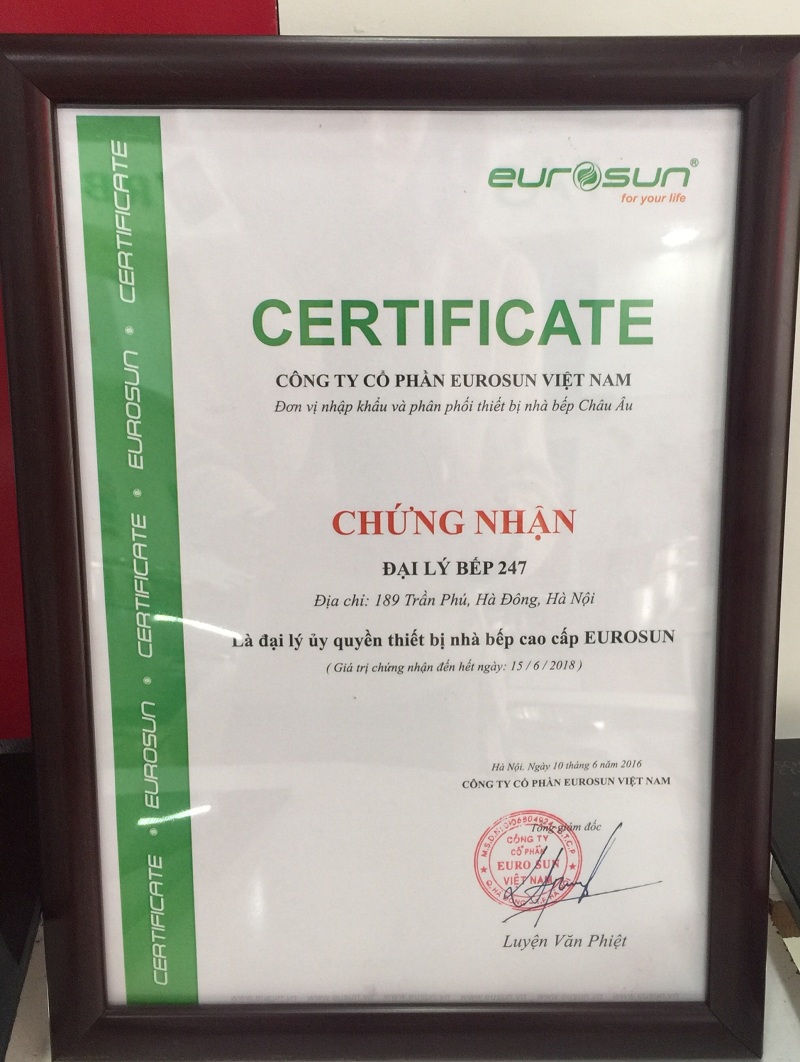 eurosun®
for your life
CERTIFICATE
CÔNG TY CỔ PHẦN EUROSUN VIỆT NAM
Đơn vị nhập khẩu và phân phối thiết bị nhà bếp Châu Âu
CHỨNG NHẬN
ĐẠI LÝ BẾP 247
Địa chỉ: 189 Trần Phú, Hà Đông, Hà Nội
Là đại lý ủy quyền thiết bị nhà bếp cao cấp EUROSUN
( Giá trị chứng nhận đến hết ngày: 15 / 6 / 2018 )
Hà Nội. Ngày 10 tháng 6 năm 2016
CÔNG TY CỔ PHẦN EUROSUN VIỆT NAM
Tổng giám đốc
CÔNG TY
CỔ PHẦN
EURO SUN
VIỆT NAM
Luyện Văn Phiệt
CERTIFICATE • EUROSUN • CERTIFICATE • EUROSUN • CERTIFICATE